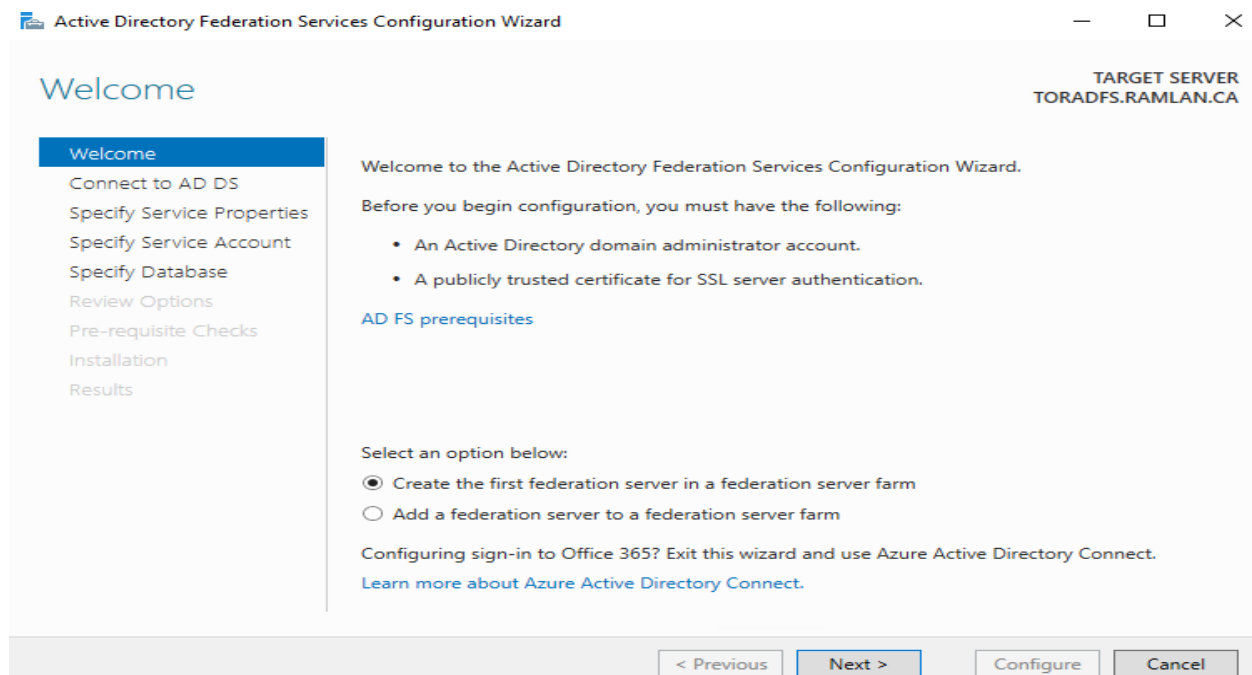 Active Directory Federation Services Configuration Wizard
Welcome
TARGET SERVER
TORADFS.RAMLAN.CA
Welcome
Connect to AD DS
Specify Service Properties
Specify Service Account
Specify Database
Review Options
Pre-requisite Checks
Installation
Results
Welcome to the Active Directory Federation Services Configuration Wizard.
Before you begin configuration, you must have the following:
• An Active Directory domain administrator account.
• A publicly trusted certificate for SSL server authentication.
AD FS prerequisites
Select an option below:
Create the first federation server in a federation server farm
Add a federation server to a federation server farm
Configuring sign-in to Office 365? Exit this wizard and use Azure Active Directory Connect.
Learn more about Azure Active Directory Connect.
< Previous Next > Configure Cancel